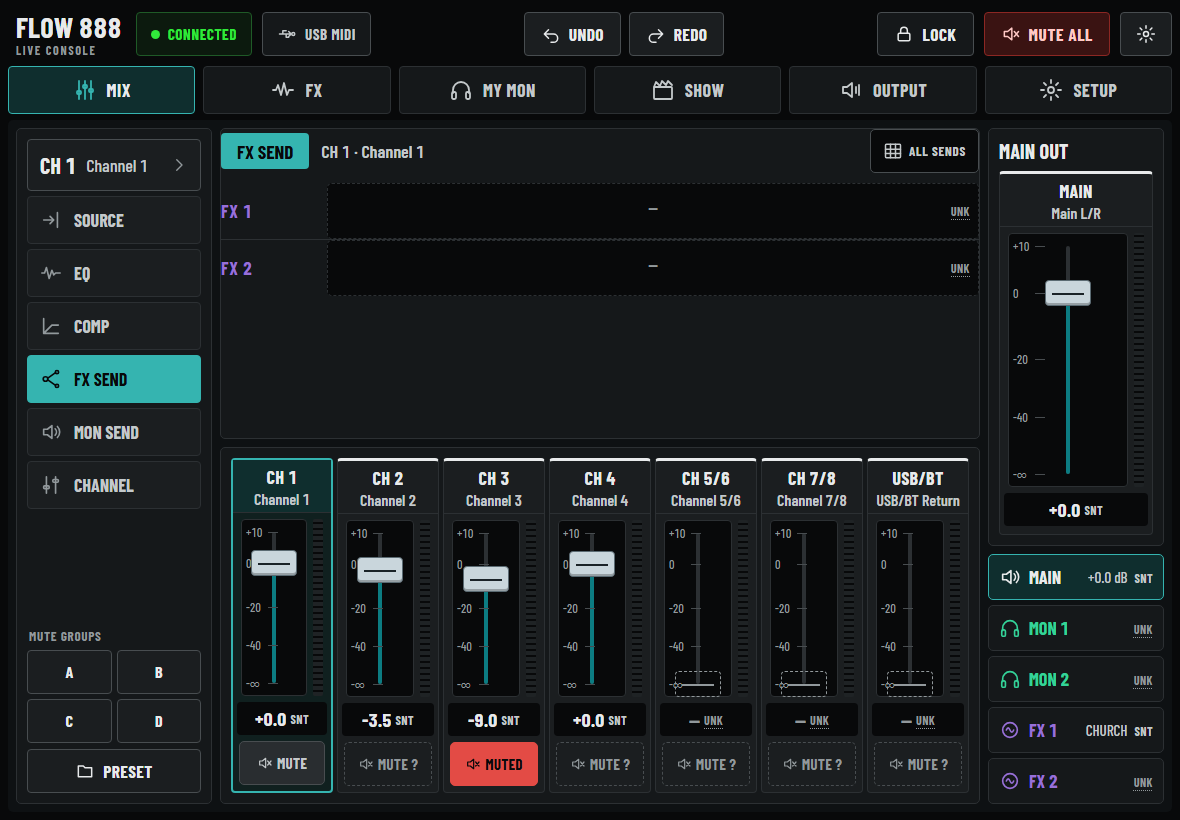 FLOW 888
LIVE CONSOLE
CONNECTED
USB MIDI
UNDO
REDO
LOCK
MUTE ALL
MIX
FX
MY MON
SHOW
OUTPUT
SETUP
CH 1 Channel 1
SOURCE
EQ
COMP
FX SEND
MON SEND
CHANNEL
MUTE GROUPS
A
B
C
D
PRESET
FX SEND
CH 1 · Channel 1
ALL SENDS
FX 1
–
UNK
FX 2
–
UNK
CH 1
Channel 1
+10
0
-20
-40
-∞
+0.0 SNT
MUTE
CH 2
Channel 2
+10
0
-20
-40
-∞
-3.5 SNT
MUTE ?
CH 3
Channel 3
+10
0
-20
-40
-∞
-9.0 SNT
MUTED
CH 4
Channel 4
+10
0
-20
-40
-∞
+0.0 SNT
MUTE ?
CH 5/6
Channel 5/6
+10
0
-20
-40
-∞
– UNK
MUTE ?
CH 7/8
Channel 7/8
+10
0
-20
-40
-∞
– UNK
MUTE ?
USB/BT
USB/BT Return
+10
0
-20
-40
-∞
– UNK
MUTE ?
MAIN OUT
MAIN
Main L/R
+10
0
-20
-40
-∞
+0.0 SNT
MAIN +0.0 dB SNT
MON 1 UNK
MON 2 UNK
FX 1 CHURCH SNT
FX 2 UNK